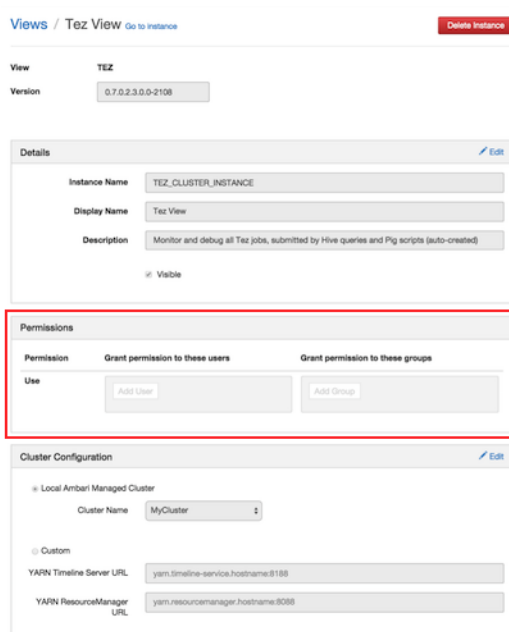 Views / Tez View Go to instance
Delete Instance
View TEZ
Version 0.7.0.2.3.0.0-2108
Details
Edit
Instance Name TEZ_CLUSTER_INSTANCE
Display Name Tez View
Description Monitor and debug all Tez jobs, submitted by Hive queries and Pig scripts (auto-created)
Visible
Permissions
Permission Grant permission to these users Grant permission to these groups
Use Add User Add Group
Cluster Configuration
Edit
Local Ambari Managed Cluster
Cluster Name MyCluster
Custom
YARN Timeline Server URL yarn.timeline-service.hostname:8188
YARN ResourceManager yarn.resourcemanager.hostname:8088
URL